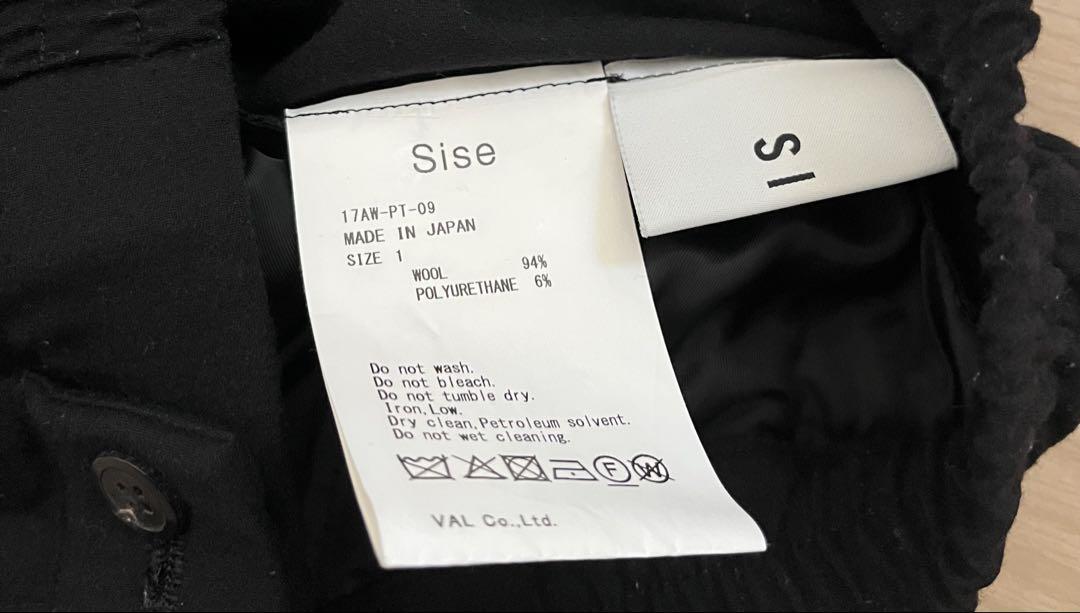 Sise
17AW-PT-09
MADE IN JAPAN
SIZE 1
WOOL 94%
POLYURETHANE 6%
Do not wash.
Do not bleach.
Do not tumble dry.
Iron,Low.
Dry clean,Petroleum solvent.
Do not wet cleaning.
F W
VAL Co.,Ltd.
IS